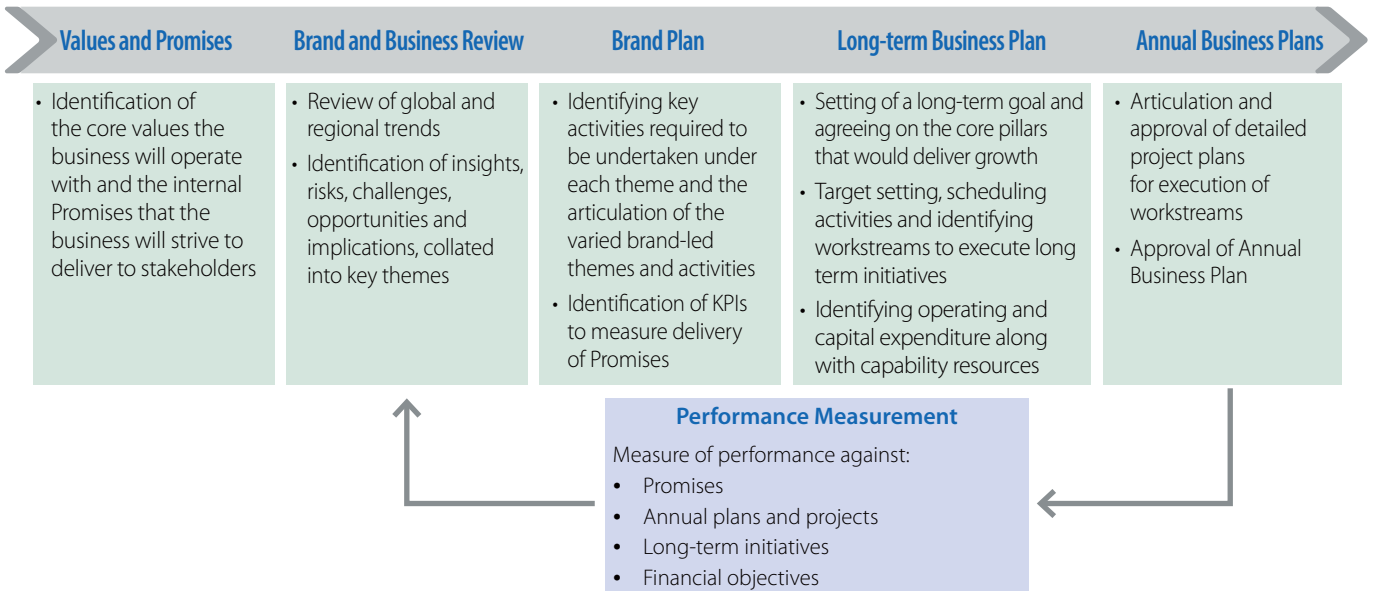 Values and Promises
Brand and Business Review
Brand Plan
Long-term Business Plan
Annual Business Plans
• Identification of
the core values the
business will operate
with and the internal
Promises that the
business will strive to
deliver to stakeholders
• Review of global and
regional trends
• Identification of insights,
risks, challenges,
opportunities and
implications, collated
into key themes
• Identifying key
activities required to
be undertaken under
each theme and the
articulation of the
varied brand-led
themes and activities
• Identification of KPIs
to measure delivery
of Promises
• Setting of a long-term goal and
agreeing on the core pillars
that would deliver growth
• Target setting, scheduling
activities and identifying
workstreams to execute long
term initiatives
• Identifying operating and
capital expenditure along
with capability resources
• Articulation and
approval of detailed
project plans
for execution of
workstreams
• Approval of Annual
Business Plan
Performance Measurement
Measure of performance against:
• Promises
• Annual plans and projects
• Long-term initiatives
• Financial objectives